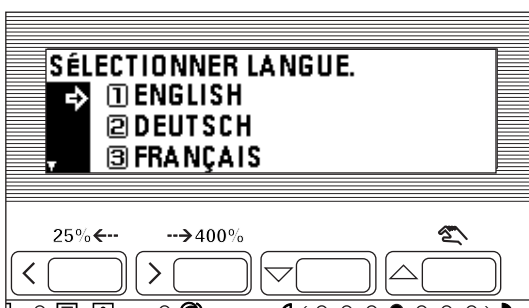 SÉLECTIONNER LANGUE.
1 ENGLISH
2 DEUTSCH
3 FRANÇAIS
25% 400%